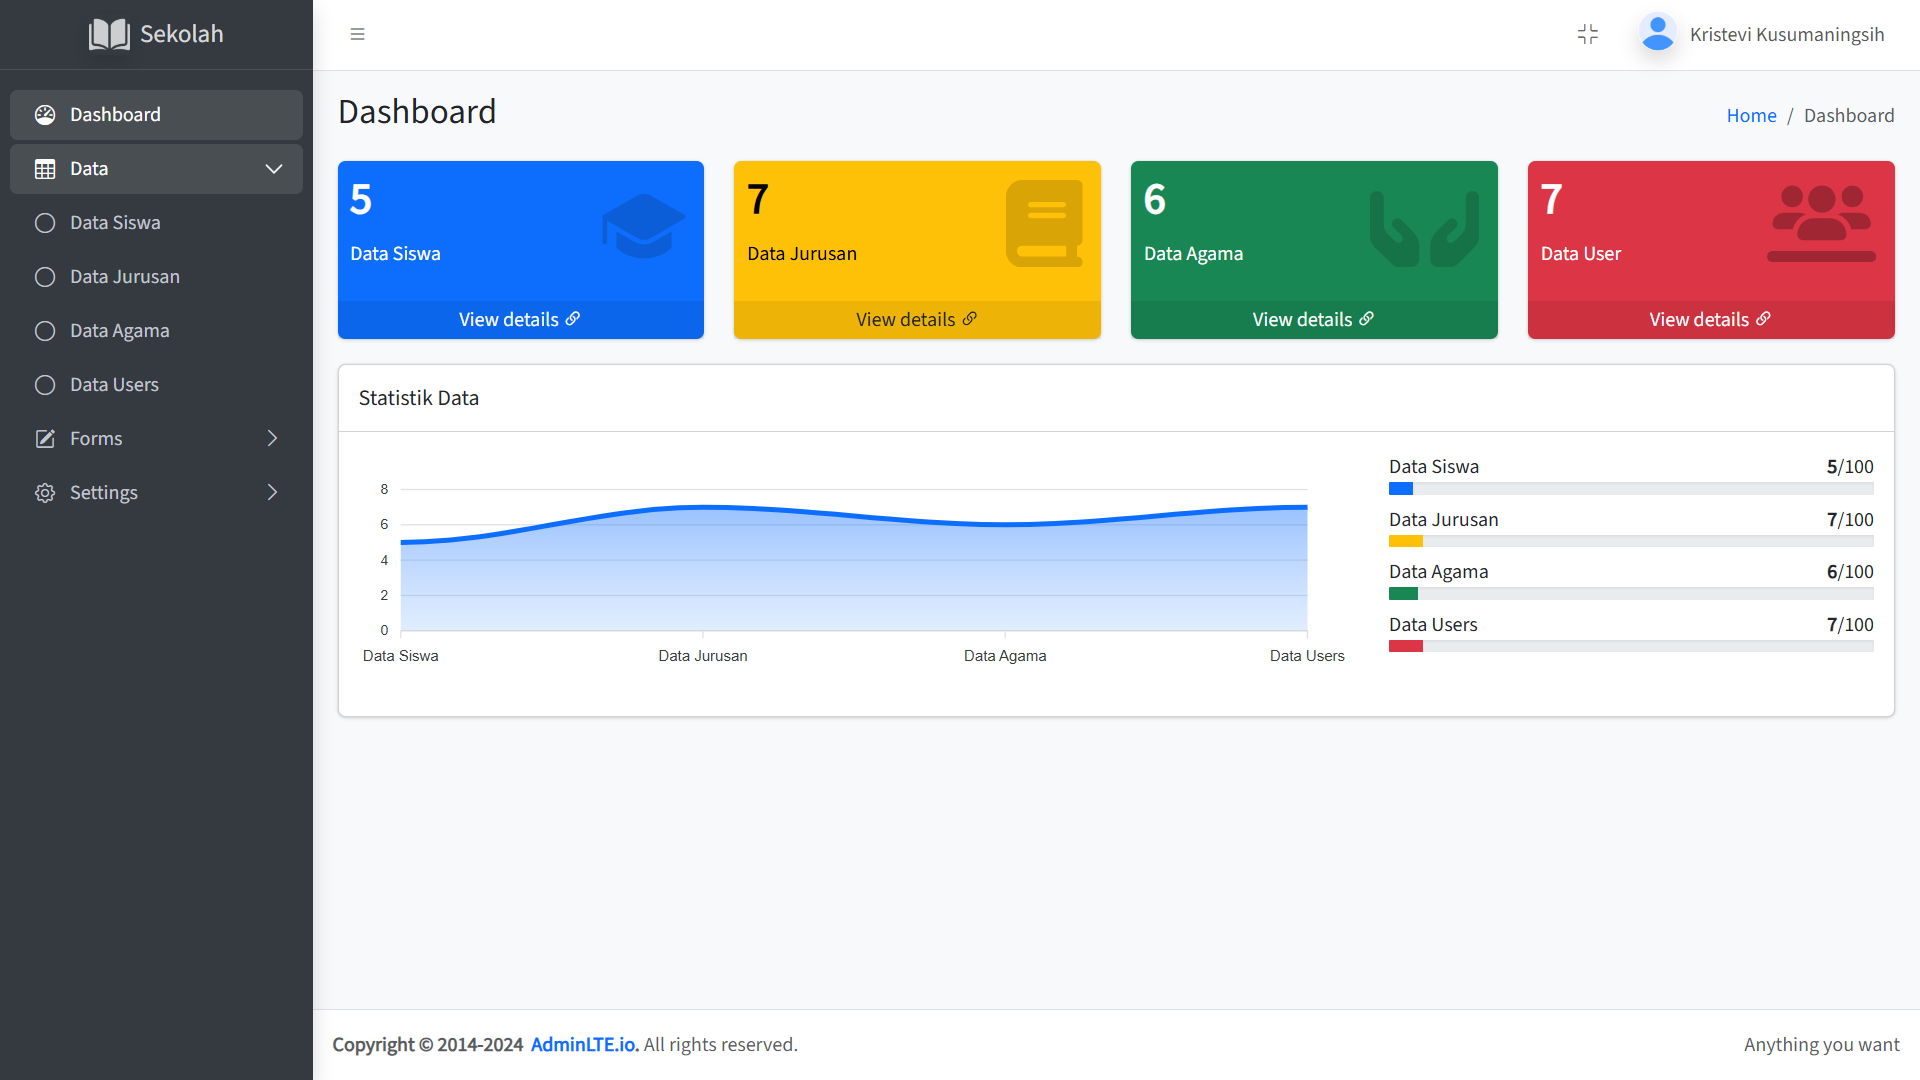 Sekolah
Kristevi Kusumaningsih
Dashboard
Data
Data Siswa
Data Jurusan
Data Agama
Data Users
Forms
Settings
Dashboard
Home / Dashboard
5
Data Siswa
View details
7
Data Jurusan
View details
6
Data Agama
View details
7
Data User
View details
Statistik Data
8
6
4
2
0
Data Siswa
Data Jurusan
Data Agama
Data Users
Data Siswa 5/100
Data Jurusan 7/100
Data Agama 6/100
Data Users 7/100
Copyright © 2014-2024 AdminLTE.io. All rights reserved.
Anything you want